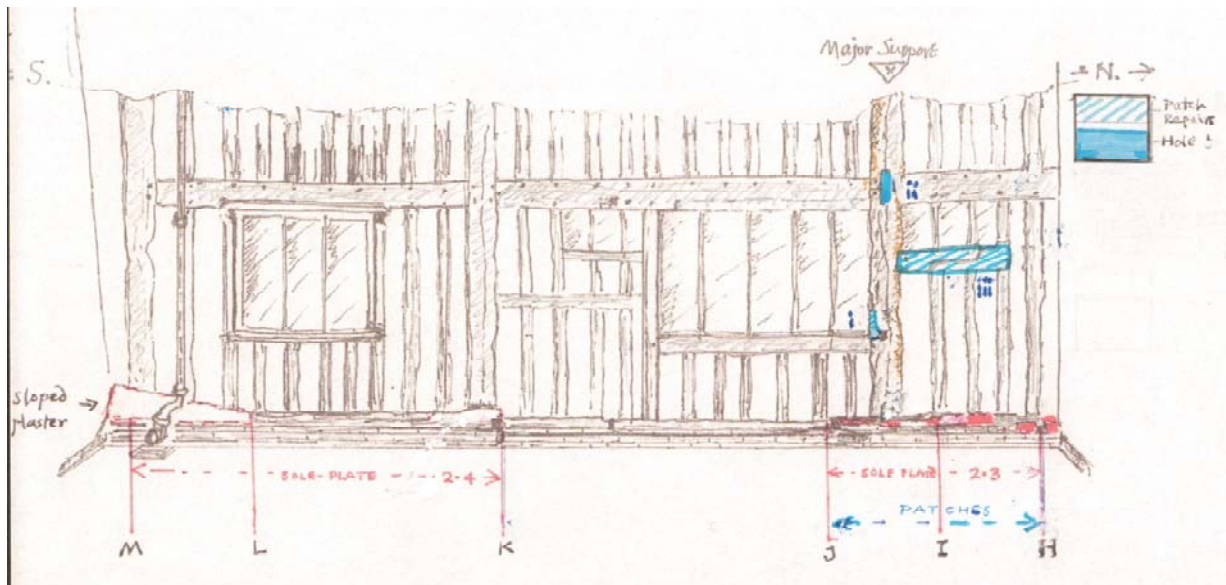 Major Support
S.
N.
Patch
Repairs
Hole
Sloped
Plaster
SOLE-PLATE 2-4
SOLE PLATE 2.3
PATCHES
M L K J I H